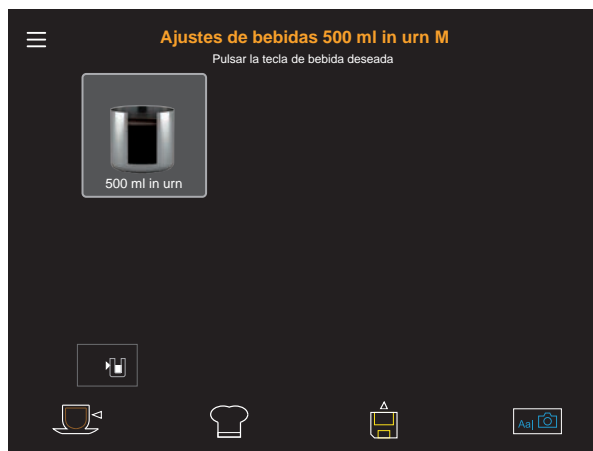 Ajustes de bebidas 500 ml in urn M
Pulsar la tecla de bebida deseada
500 ml in urn
Aa|